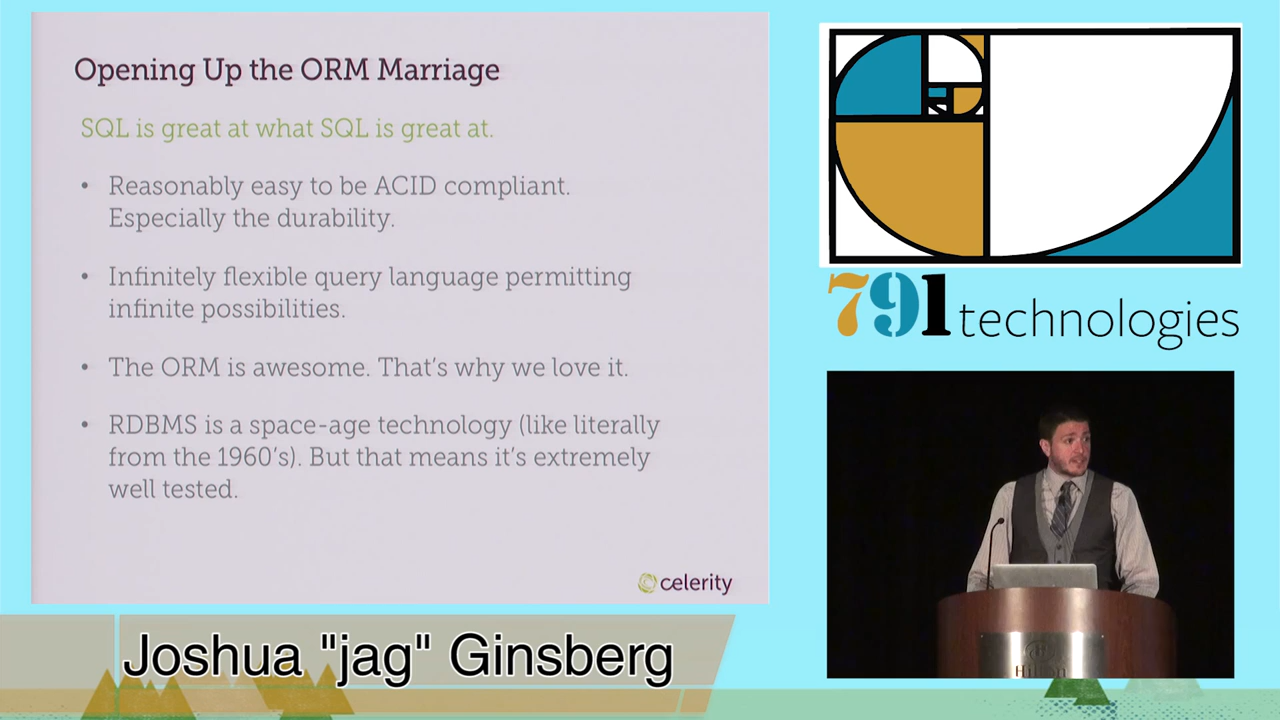 Opening Up the ORM Marriage
SQL is great at what SQL is great at.
• Reasonably easy to be ACID compliant.
Especially the durability.
• Infinitely flexible query language permitting
infinite possibilities.
• The ORM is awesome. That's why we love it.
• RDBMS is a space-age technology (like literally
from the 1960's). But that means it's extremely
well tested.
celerity
791 technologies
Hilton
Joshua "jag" Ginsberg